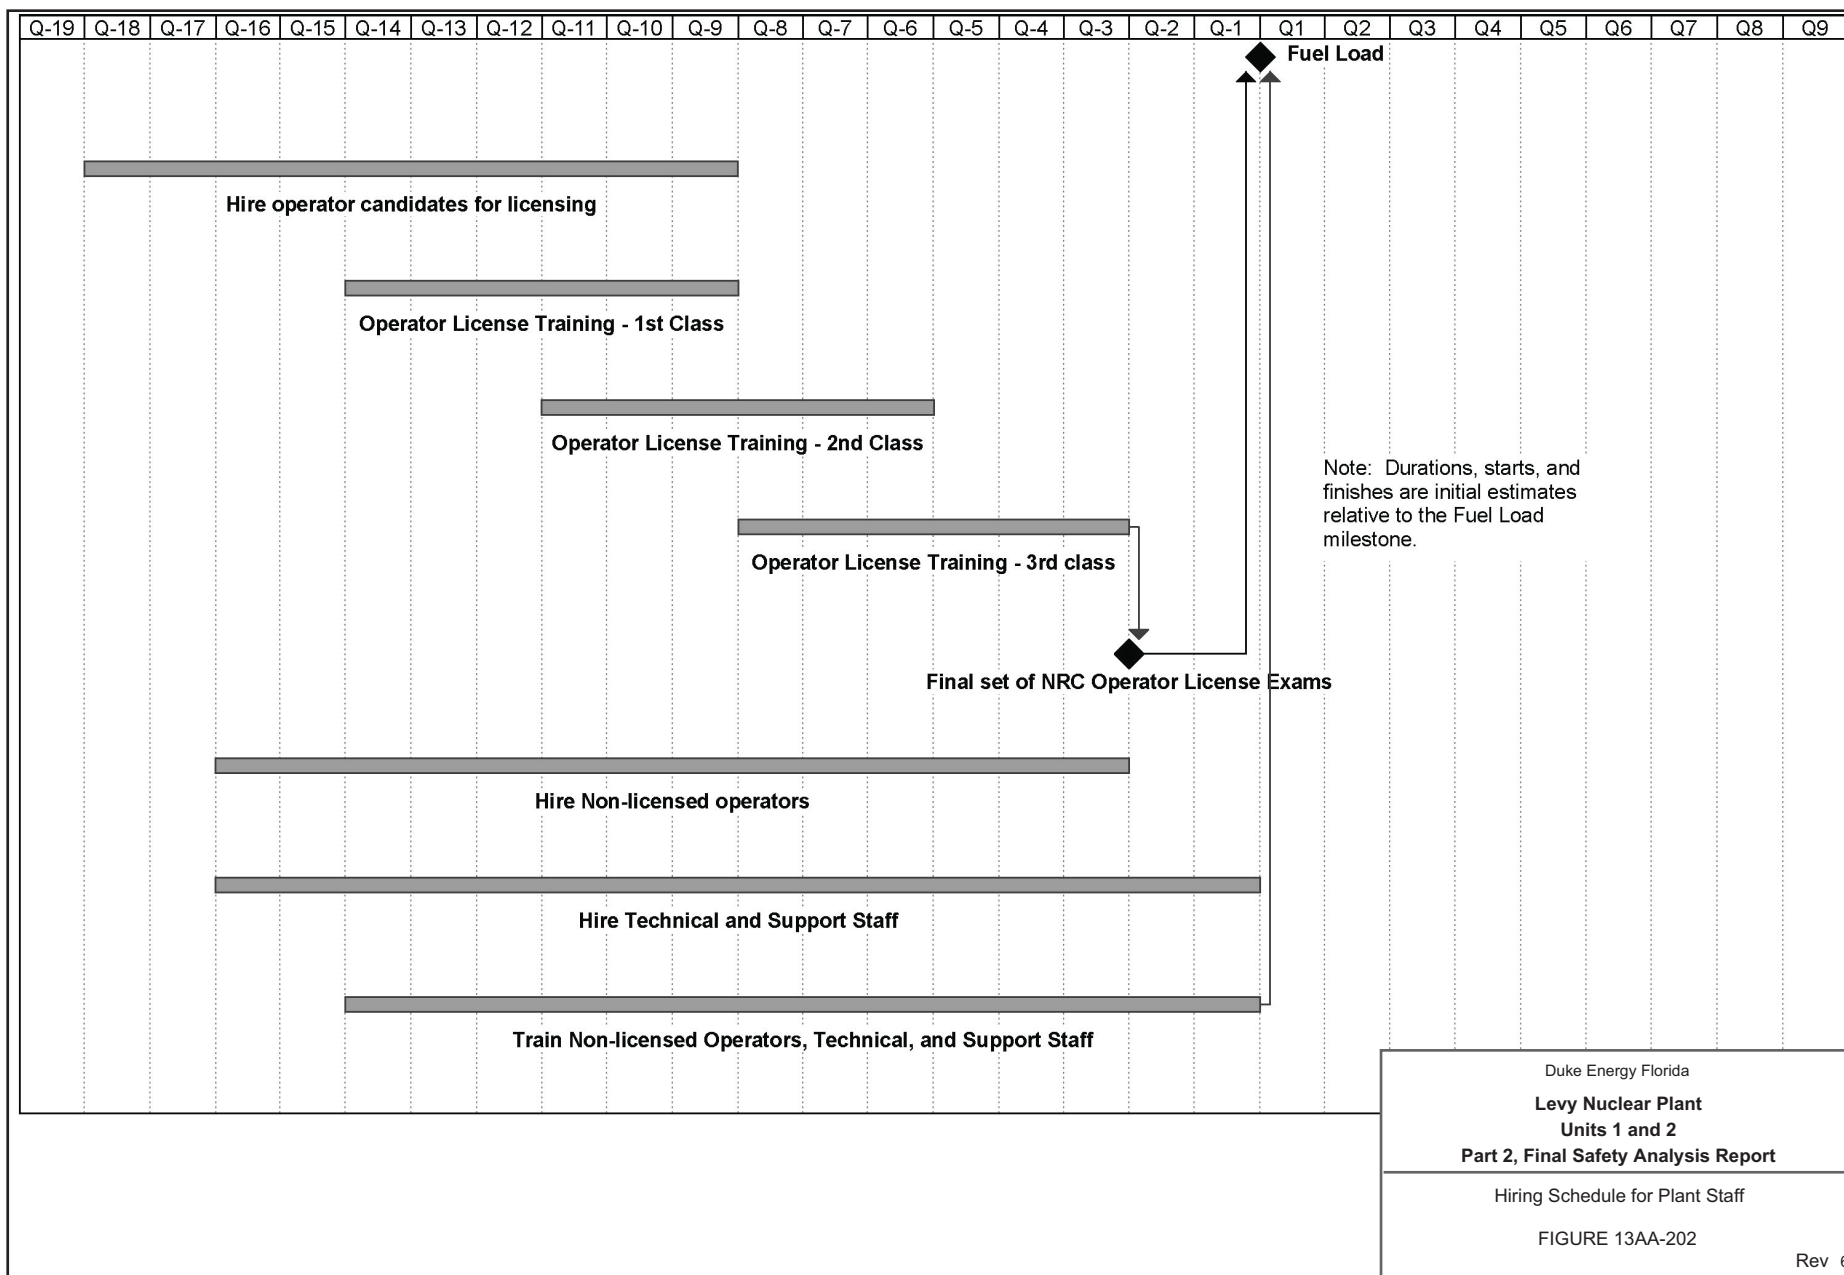 Q-19 Q-18 Q-17 Q-16 Q-15 Q-14 Q-13 Q-12 Q-11 Q-10 Q-9 Q-8 Q-7 Q-6 Q-5 Q-4 Q-3 Q-2 Q-1 Q1 Q2 Q3 Q4 Q5 Q6 Q7 Q8 Q9
Fuel Load
Hire operator candidates for licensing
Operator License Training - 1st Class
Operator License Training - 2nd Class
Note: Durations, starts, and
finishes are initial estimates
relative to the Fuel Load
milestone.
Operator License Training - 3rd class
Final set of NRC Operator License Exams
Hire Non-licensed operators
Hire Technical and Support Staff
Train Non-licensed Operators, Technical, and Support Staff
Duke Energy Florida
Levy Nuclear Plant
Units 1 and 2
Part 2, Final Safety Analysis Report
Hiring Schedule for Plant Staff
FIGURE 13AA-202
Rev